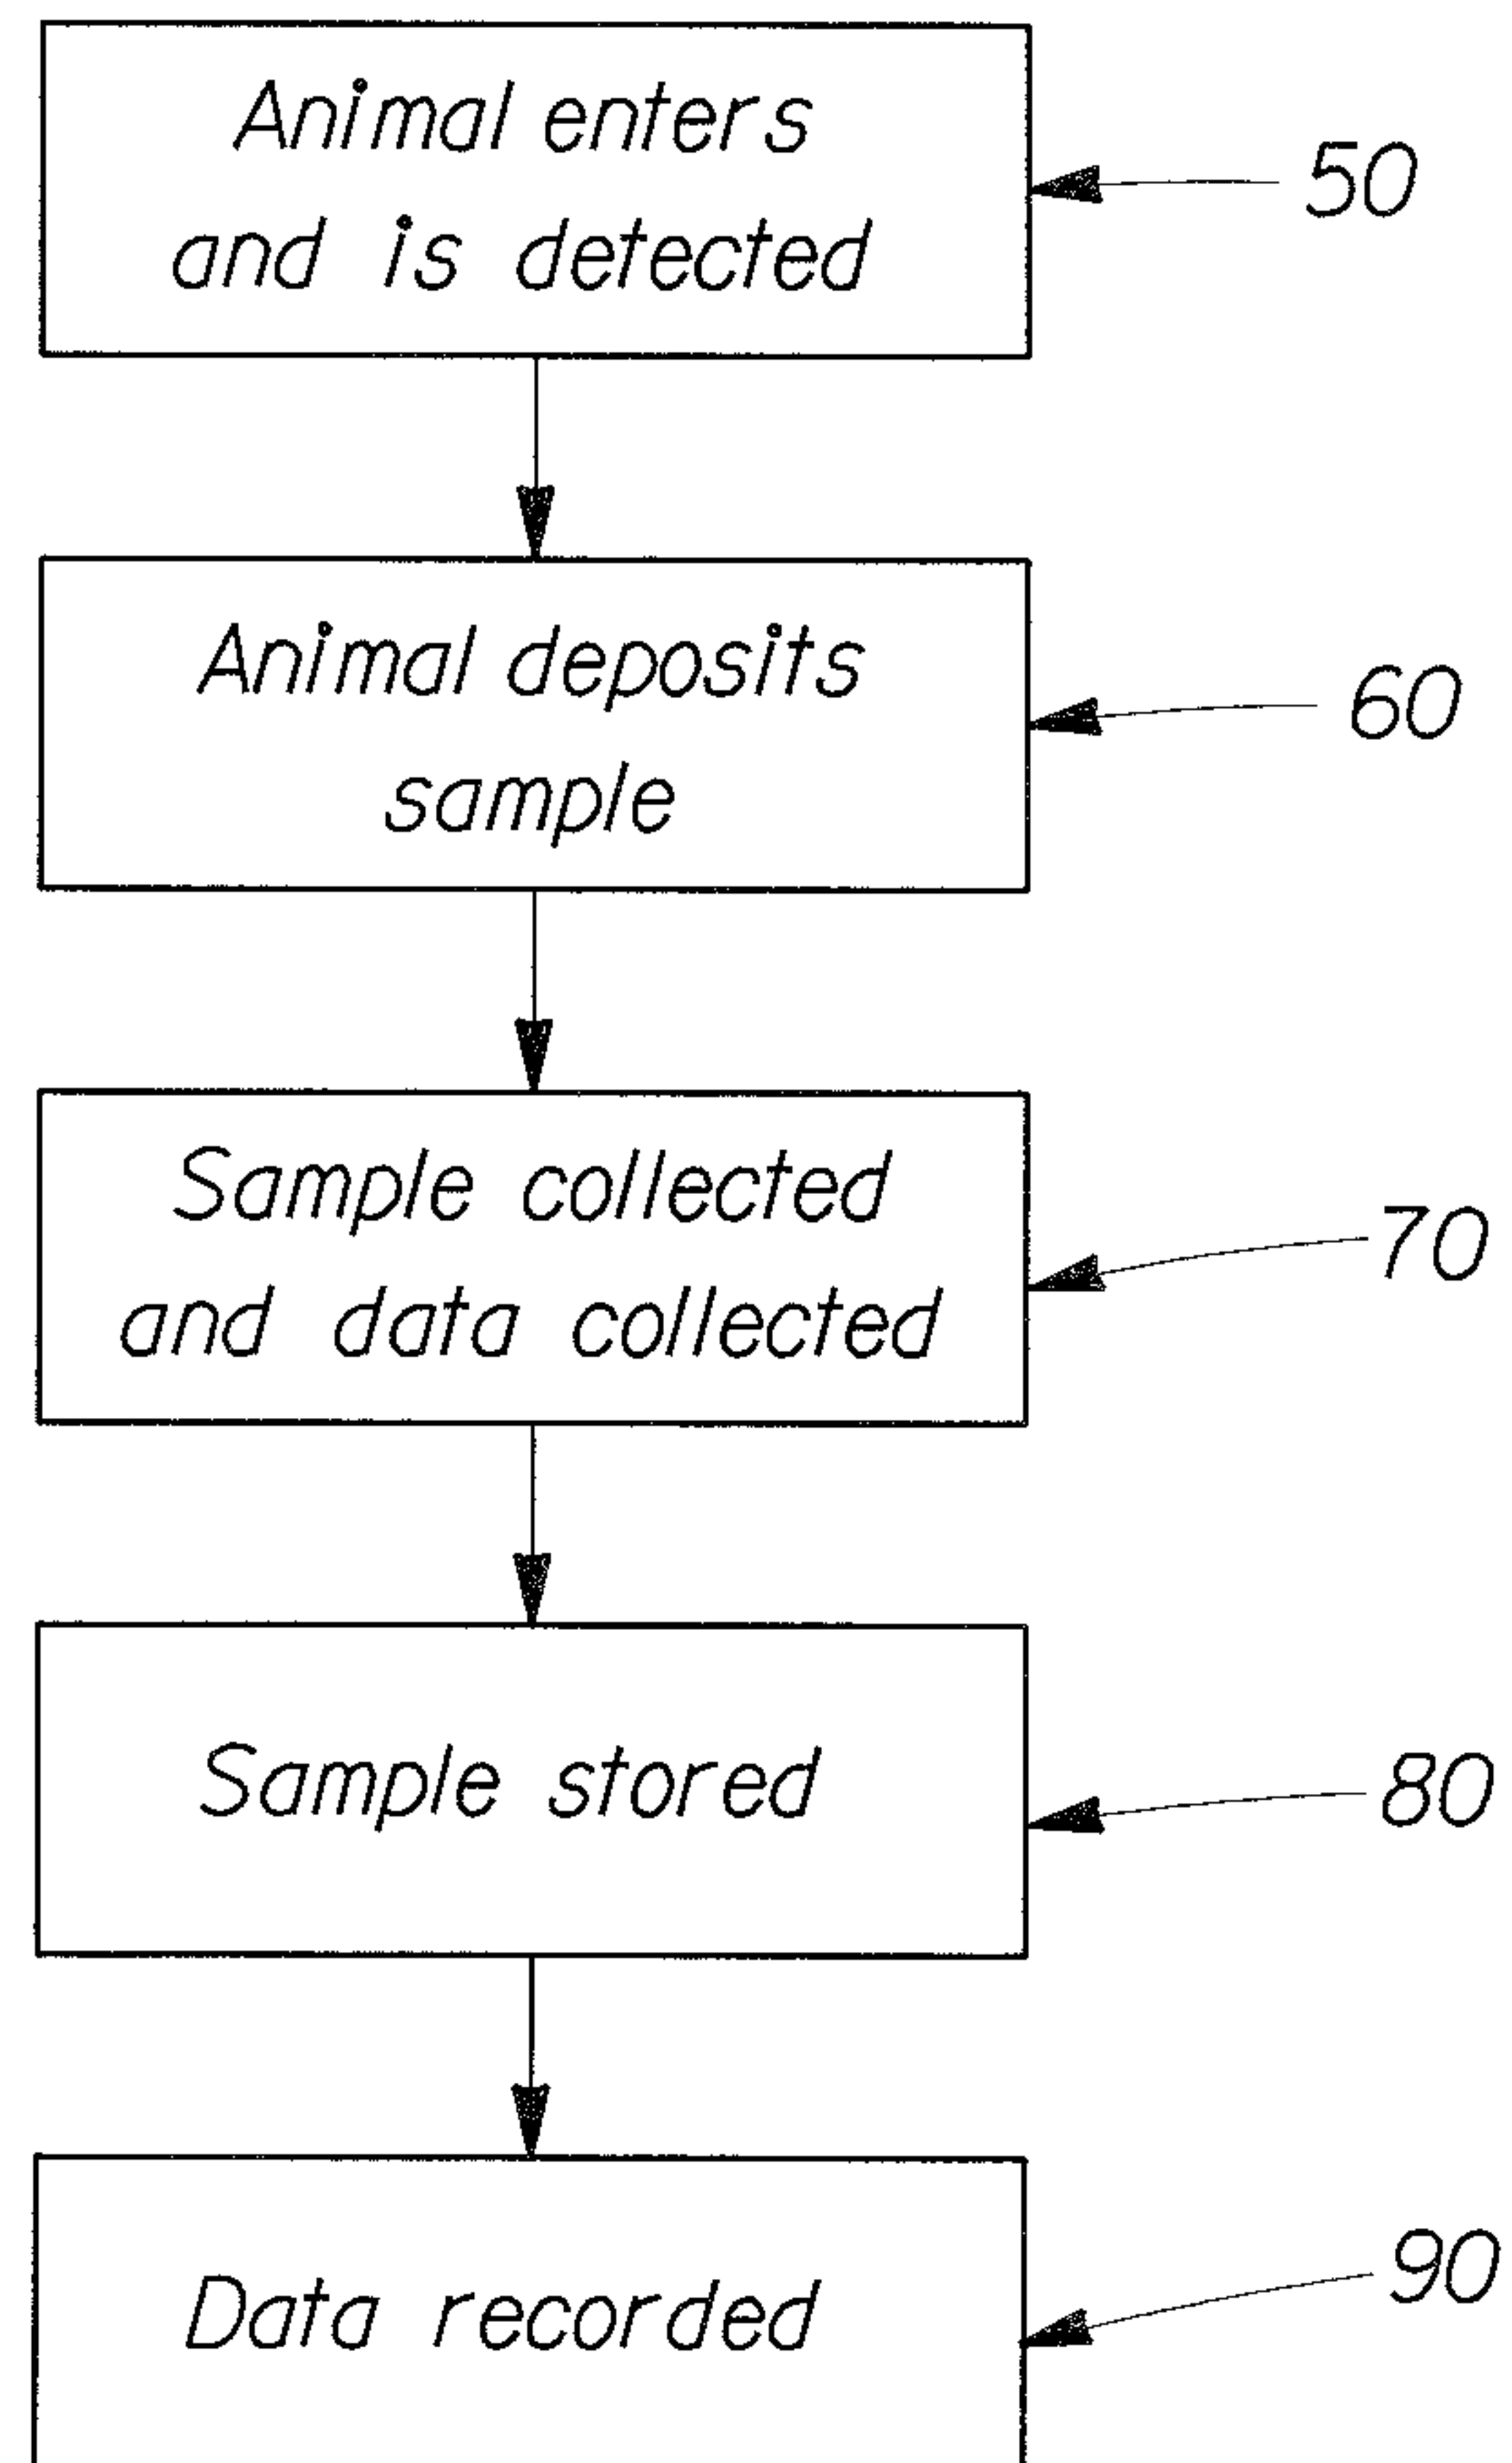 Animal enters
and is detected
50
Animal deposits
sample
60
Sample collected
and data collected
70
Sample stored
80
Data recorded
90